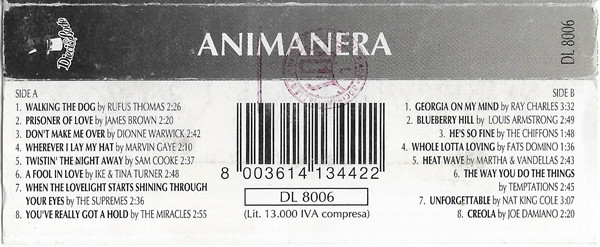 ANIMANERA
DL 8006
SIDE A
1. WALKING THE DOG by RUFUS THOMAS 2:26
2. PRISONER OF LOVE by JAMES BROWN 2:20
3. DON'T MAKE ME OVER by DIONNE WARWICK 2:42
4. WHEREVER I LAY MY HAT by MARVIN GAYE 2:10
5. TWISTIN' THE NIGHT AWAY by SAM COOKE 2:37
6. A FOOL IN LOVE by IKE & TINA TURNER 2:48
7. WHEN THE LOVELIGHT STARTS SHINING THROUGH
YOUR EYES by THE SUPREMES 2:36
8. YOU'VE REALLY GOT A HOLD by THE MIRACLES 2:55
8 003614 134422
DL 8006
(Lit. 13.000 IVA compresa)
SIDE B
1. GEORGIA ON MY MIND by RAY CHARLES 3:32
2. BLUEBERRY HILL by LOUIS ARMSTRONG 2:49
3. HE'S SO FINE by THE CHIFFONS 1:48
4. WHOLE LOTTA LOVING by FATS DOMINO 1:36
5. HEAT WAVE by MARTHA & VANDELLAS 2:43
6. THE WAY YOU DO THE THINGS
by TEMPTATIONS 2:45
7. UNFORGETTABLE by NAT KING COLE 3:07
8. CREOLA by JOE DAMIANO 2:20